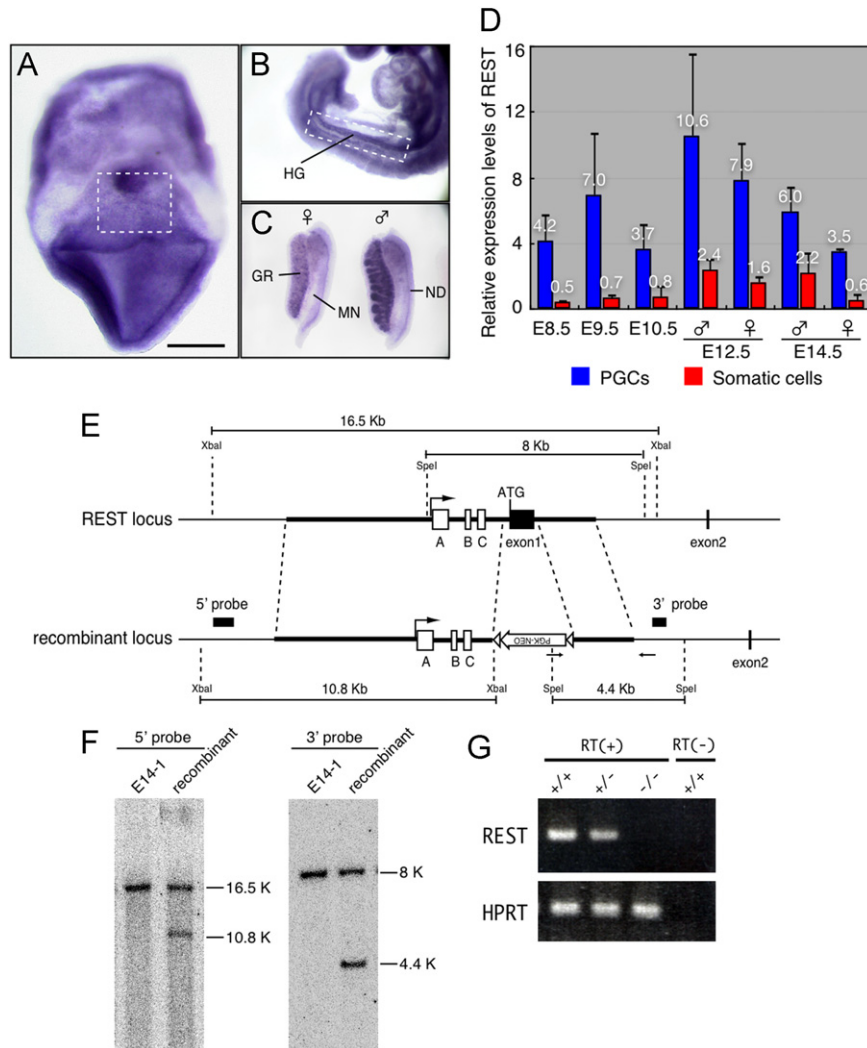 A
B
HG
C
♀ ♂
GR
MN
ND
D
Relative expression levels of REST
16
12
8
4
0
4.2
0.5
7.0
0.7
3.7
0.8
10.6
2.4
7.9
1.6
6.0
2.2
3.5
0.6
E8.5 E9.5 E10.5 ♂ ♀ ♂ ♀
E12.5 E14.5
PGCs Somatic cells
E
16.5 Kb
XbaI XbaI
8 Kb
SpeI SpeI
ATG
REST locus
A B C exon1 exon2
5' probe 3' probe
recombinant locus
PGK-NEO
A B C exon2
XbaI XbaI SpeI SpeI
10.8 Kb 4.4 Kb
F
5' probe 3' probe
E14-1 recombinant E14-1 recombinant
16.5 K
10.8 K
8 K
4.4 K
G
RT(+) RT(-)
+/+ +/- -/- +/+
REST
HPRT